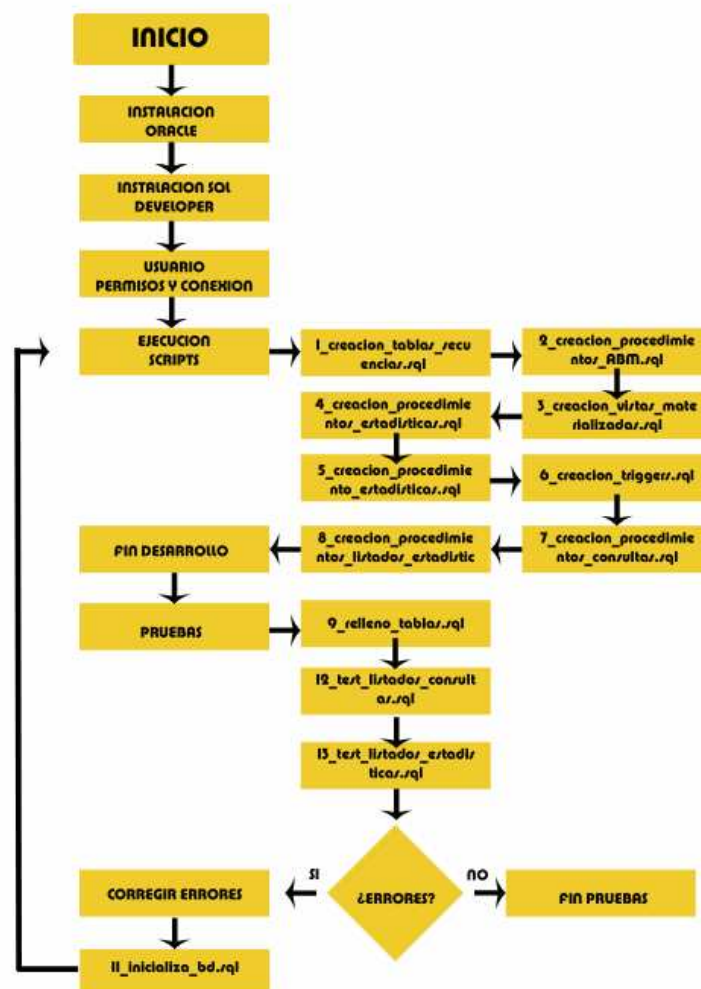 INICIO
INSTALACION
ORACLE
INSTALACION SQL
DEVELOPER
USUARIO
PERMISOS Y CONEXION
EJECUCION
SCRIPTS
1_creacion_tablas_secu
encias.sql
2_creacion_procedimie
ntos_ABM.sql
3_creacion_vistas_mate
rializadas.sql
4_creacion_procedimie
ntos_estadisticas.sql
5_creacion_procedimie
nto_estadisticas.sql
6_creacion_triggers.sql
7_creacion_procedimie
ntos_consultas.sql
8_creacion_procedimie
ntos_listados_estadistic
FIN DESARROLLO
PRUEBAS
9_relleno_tablas.sql
12_test_listados_consult
as.sql
13_test_listados_estadis
ticas.sql
¿ERRORES?
SI
NO
CORREGIR ERRORES
FIN PRUEBAS
11_inicializa_bd.sql